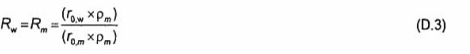 R_w = R_m = (r_{0,w} × ρ_m) / (r_{0,m} × ρ_m) (D.3)